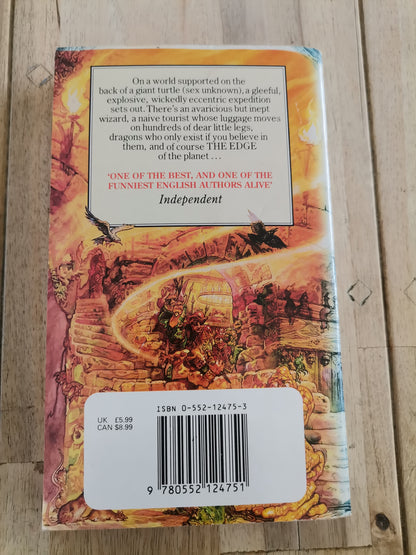 On a world supported on the
back of a giant turtle (sex unknown), a gleeful,
explosive, wickedly eccentric expedition
sets out. There's an avaricious but inept
wizard, a naive tourist whose luggage moves
on hundreds of dear little legs,
dragons who only exist if you believe in
them, and of course THE EDGE
of the planet . . .
‘ONE OF THE BEST, AND ONE OF THE
FUNNIEST ENGLISH AUTHORS ALIVE’
Independent
UK £5.99
CAN $8.99
ISBN 0-552-12475-3
9 780552 124751